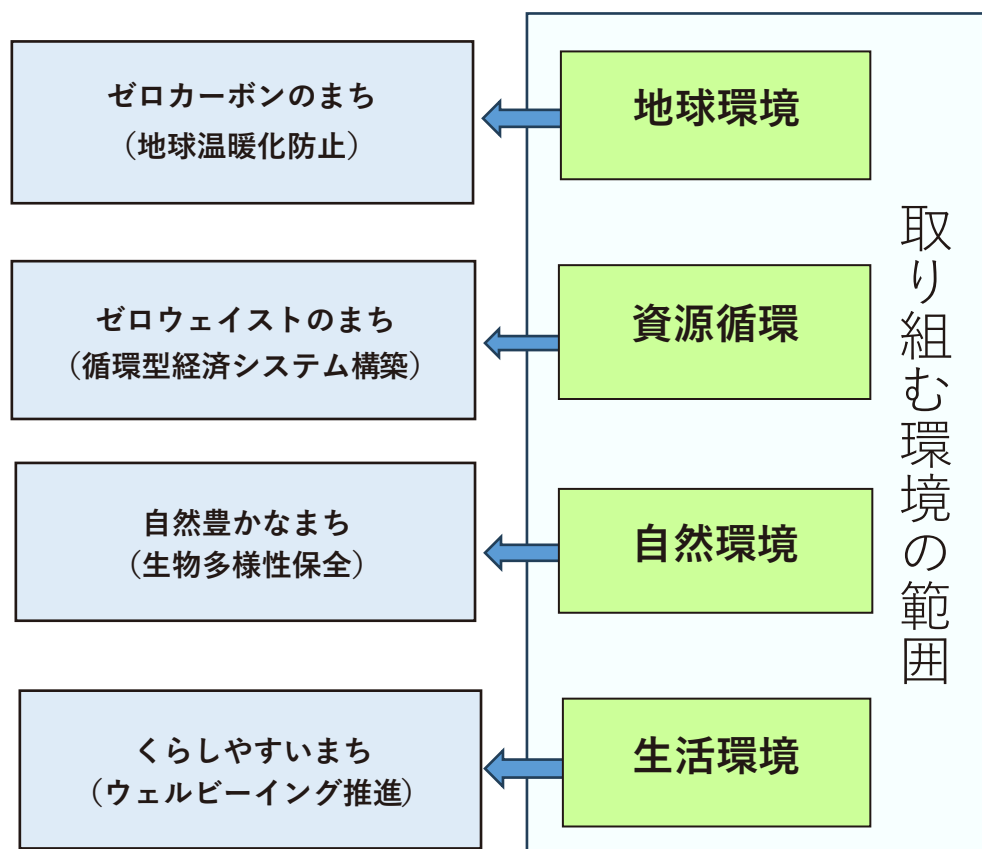 取り組む環境の範囲
地球環境
ゼロカーボンのまち
（地球温暖化防止）
資源循環
ゼロウェイストのまち
（循環型経済システム構築）
自然環境
自然豊かなまち
（生物多様性保全）
生活環境
くらしやすいまち
（ウェルビーイング推進）